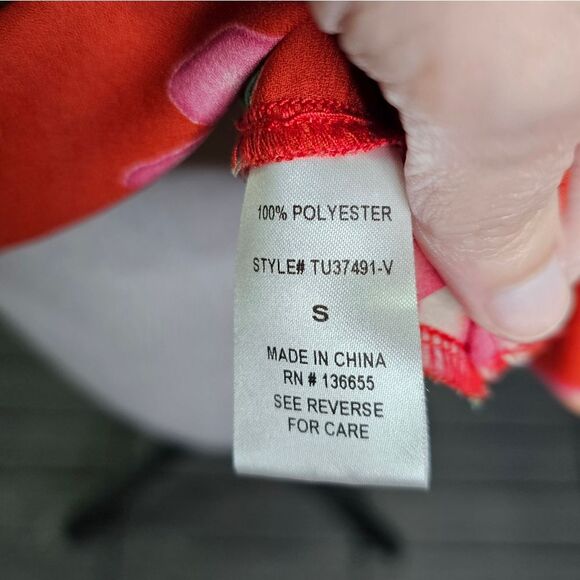 100% POLYESTER
STYLE# TU37491-V
S
MADE IN CHINA
RN # 136655
SEE REVERSE
FOR CARE